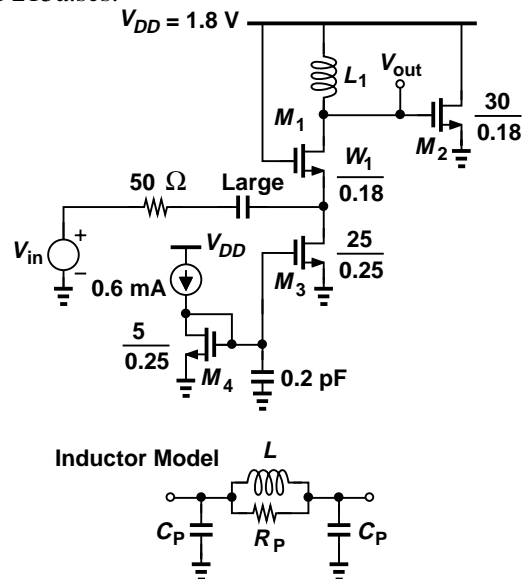 V_DD = 1.8 V
L_1
V_out
M_1
30
0.18
M_2
W_1
0.18
50 Ω
Large
V_in
+
−
V_DD
0.6 mA
25
0.25
M_3
5
0.25
M_4
0.2 pF
Inductor Model
L
R_P
C_P
C_P